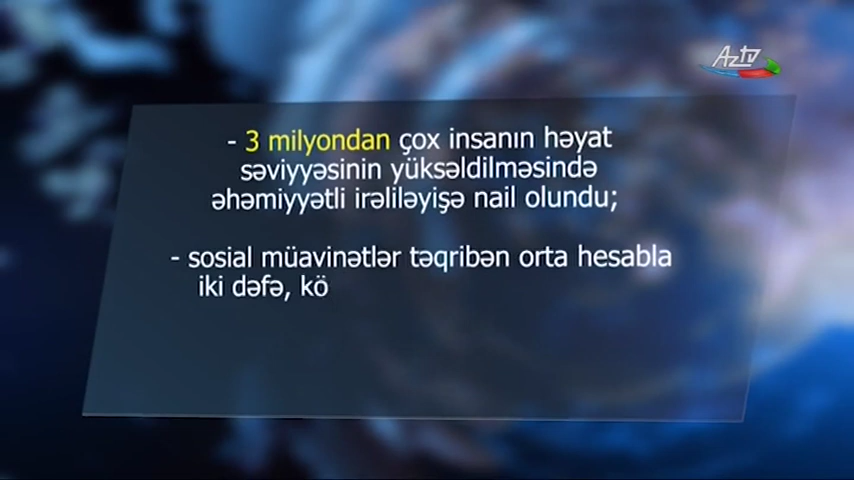 Aztv
- 3 milyondan çox insanın həyat
səviyyəsinin yüksəldilməsində
əhəmiyyətli irəliləyişə nail olundu;
- sosial müavinətlər təqribən orta hesabla
iki dəfə, kö